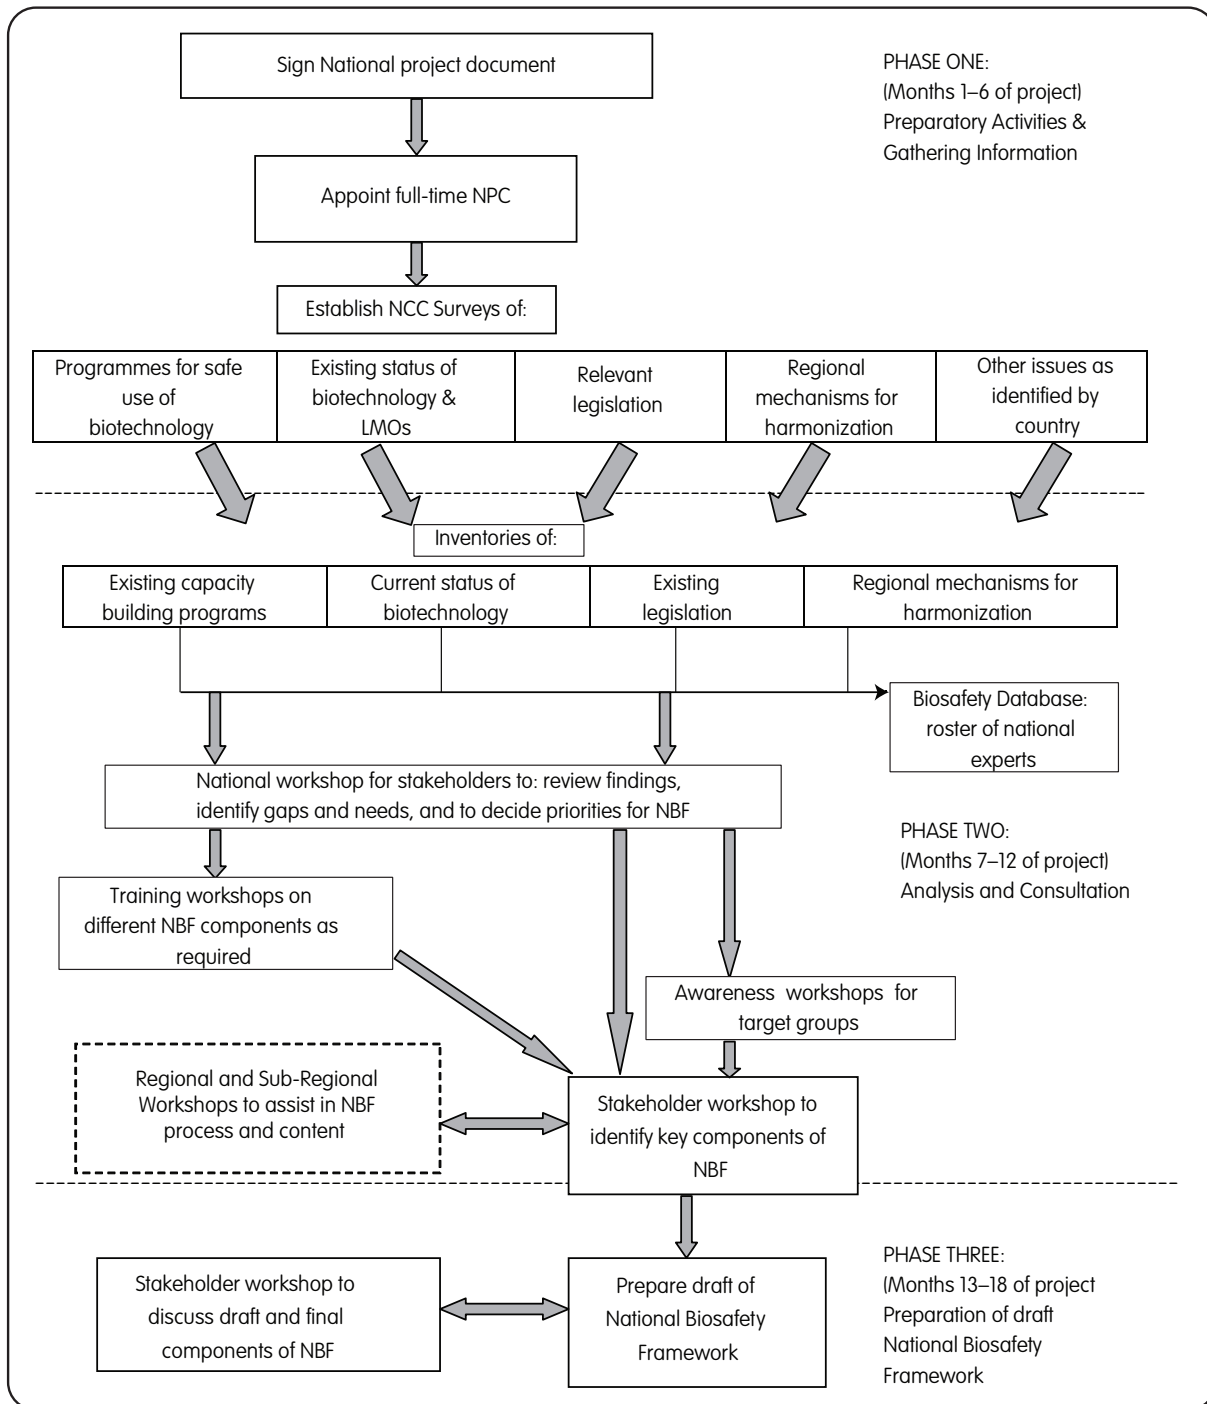 Sign National project document
PHASE ONE:
(Months 1–6 of project)
Preparatory Activities &
Gathering Information
Appoint full-time NPC
Establish NCC Surveys of:
Programmes for safe
use of
biotechnology
Existing status of
biotechnology &
LMOs
Relevant
legislation
Regional
mechanisms for
harmonization
Other issues as
identified by
country
Inventories of:
Existing capacity
building programs
Current status of
biotechnology
Existing
legislation
Regional mechanisms for
harmonization
Biosafety Database:
roster of national
experts
National workshop for stakeholders to: review findings,
identify gaps and needs, and to decide priorities for NBF
PHASE TWO:
(Months 7–12 of project)
Analysis and Consultation
Training workshops on
different NBF components as
required
Awareness workshops for
target groups
Regional and Sub-Regional
Workshops to assist in NBF
process and content
Stakeholder workshop to
identify key components of
NBF
PHASE THREE:
(Months 13–18 of project
Preparation of draft
National Biosafety
Framework
Stakeholder workshop to
discuss draft and final
components of NBF
Prepare draft of
National Biosafety
Framework